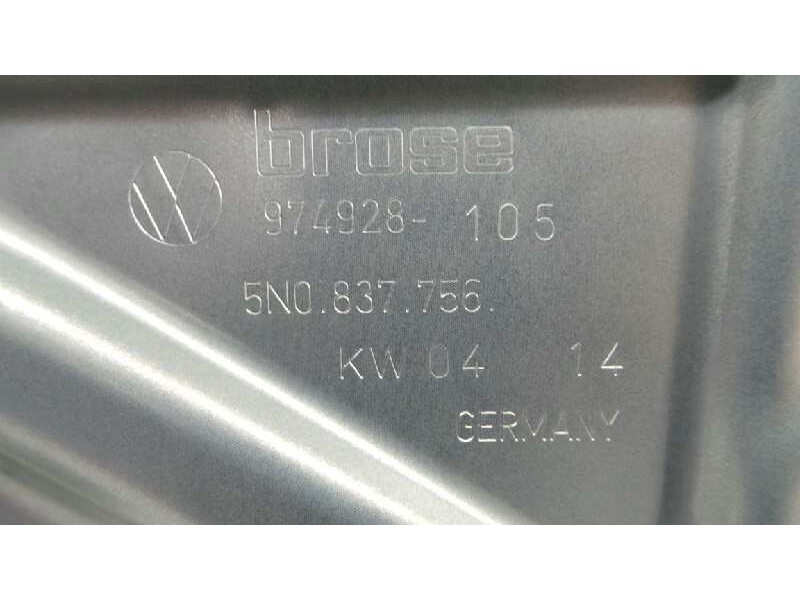 brose
974928- 105
5N0.837.756.
KW 04 14
GERMANY